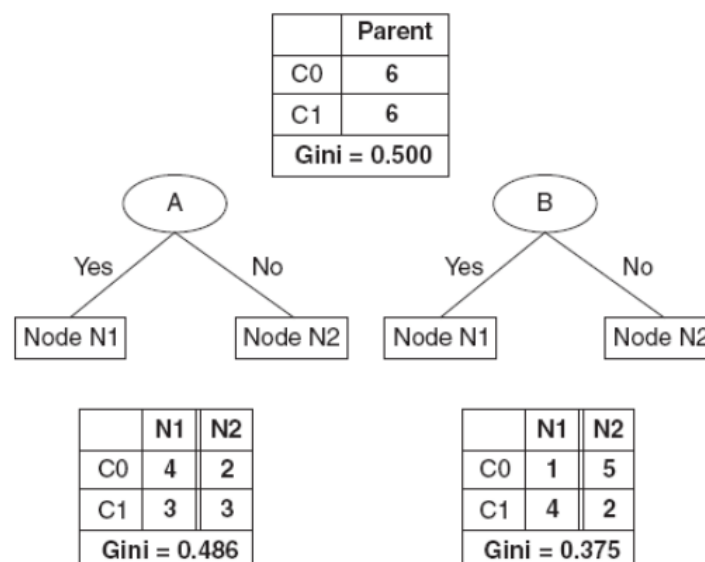 Parent
C0 6
C1 6
Gini = 0.500
A B
Yes No Yes No
Node N1 Node N2 Node N1 Node N2
N1 N2 N1 N2
C0 4 2 C0 1 5
C1 3 3 C1 4 2
Gini = 0.486 Gini = 0.375